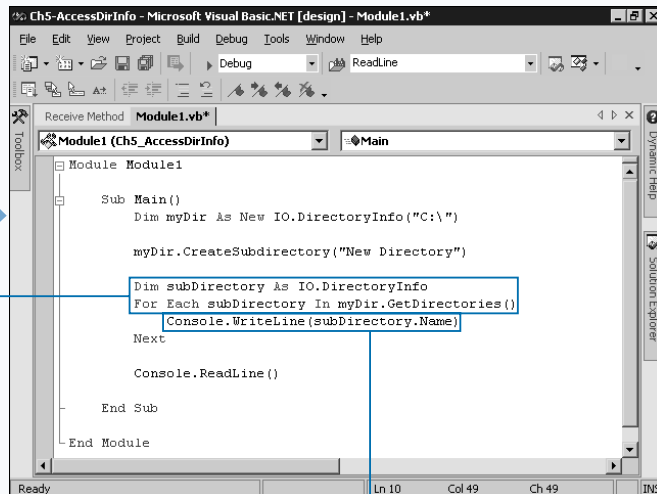 Ch5-AccessDirInfo - Microsoft Visual Basic.NET [design] - Module1.vb*
File Edit View Project Build Debug Tools Window Help
Debug ReadLine
Receive Method Module1.vb*
Module1 (Ch5_AccessDirInfo) Main
Toolbox
Dynamic Help
Solution Explorer
Module Module1
Sub Main()
Dim myDir As New IO.DirectoryInfo("C:\")
myDir.CreateSubdirectory("New Directory")
Dim subDirectory As IO.DirectoryInfo
For Each subDirectory In myDir.GetDirectories()
Console.WriteLine(subDirectory.Name)
Next
Console.ReadLine()
End Sub
End Module
Ready Ln 10 Col 49 Ch 49 INS